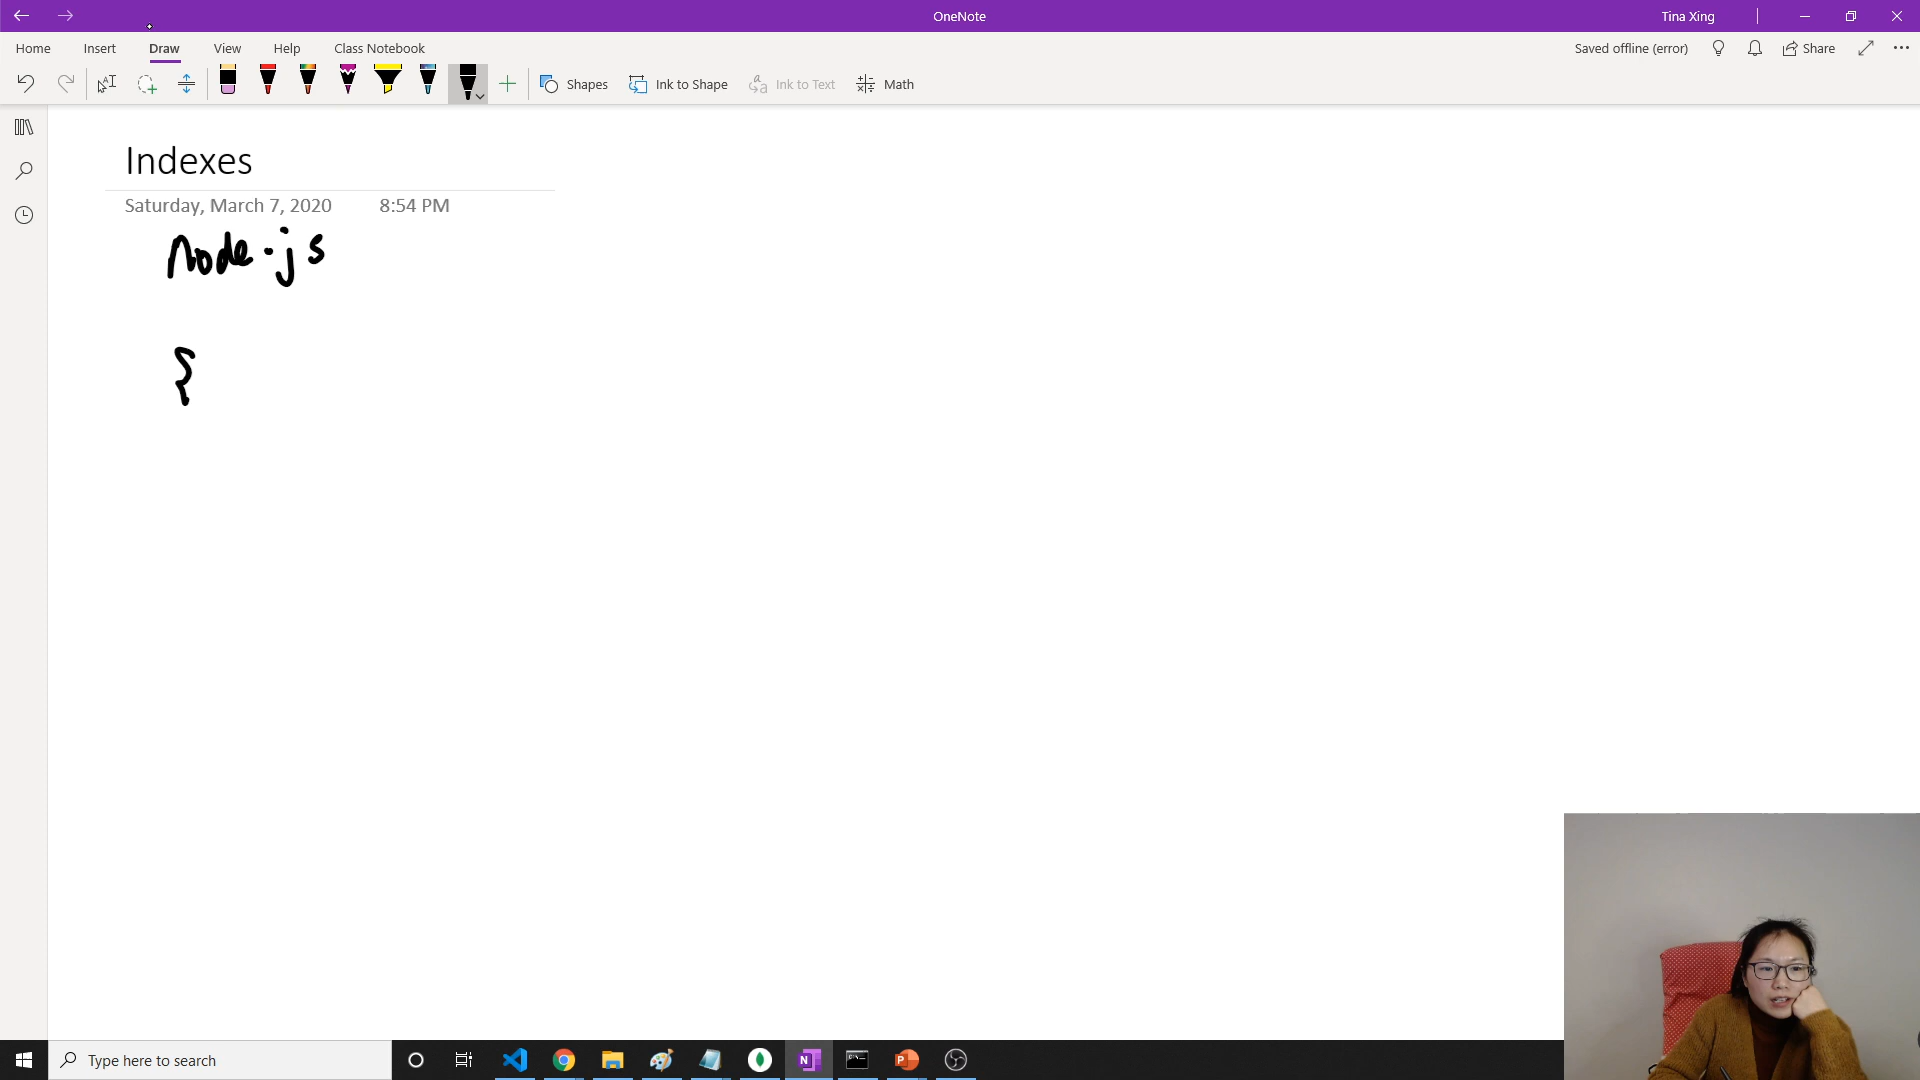 OneNote
Tina Xing
Home Insert Draw View Help Class Notebook
Saved offline (error) Share
Shapes Ink to Shape Ink to Text Math
Indexes
Saturday, March 7, 2020 8:54 PM
node.js
{
Type here to search